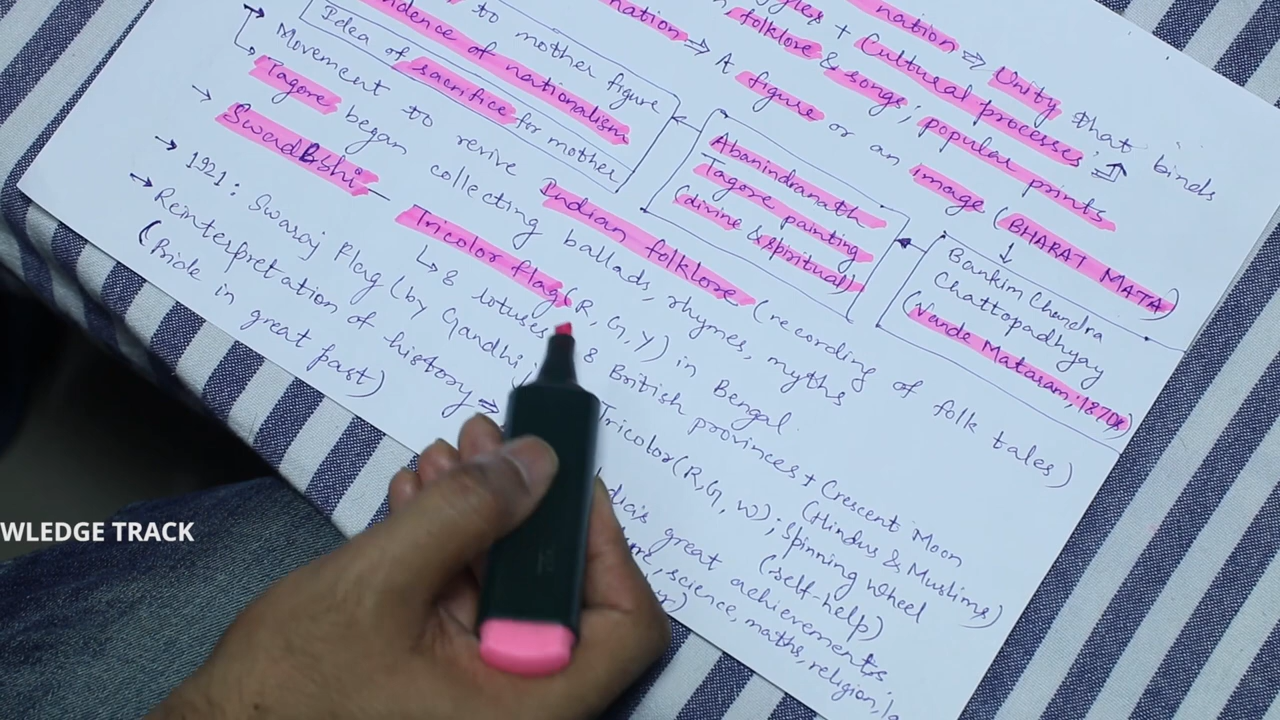 nation ⇒ Unity that binds
+ Cultural processes;
folklore & songs; popular prints
nation ⇒ A figure or an image (BHARAT MATA)
Bankim Chandra
Chattopadhyay
(Vande Mataram, 1870s)
Abanindranath
Tagore painting
(divine & spiritual)
to mother figure
of nationalism
Idea of sacrifice for mother
→ Movement to revive Indian folklore (recording of folk tales)
Tagore began collecting ballads, rhymes, myths
→ Swadeshi - Tricolor flag (R, G, Y) in Bengal
↳ 8 lotuses 8 British provinces + Crescent Moon
(Hindus & Muslims)
→ 1921: Swaraj Flag (by Gandhi) Tricolor (R, G, W); Spinning Wheel
(self-help)
→ Reinterpretation of history ⇒ great achievements
science, maths, religion,
(Pride in great past)
WLEDGE TRACK